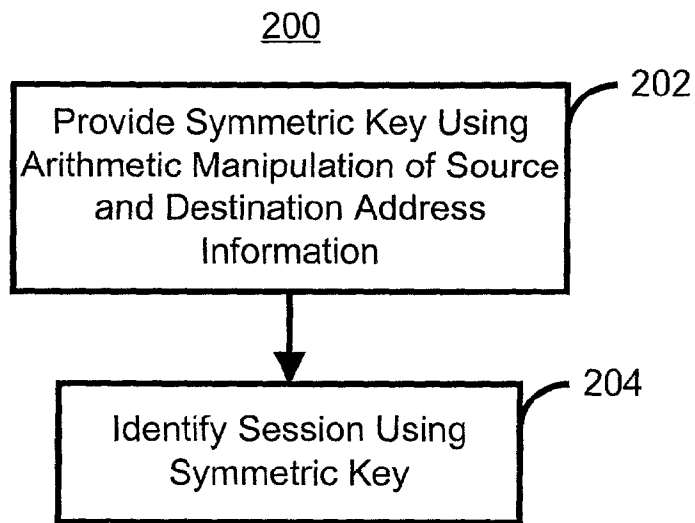 200
202
Provide Symmetric Key Using
Arithmetic Manipulation of Source
and Destination Address
Information
204
Identify Session Using
Symmetric Key